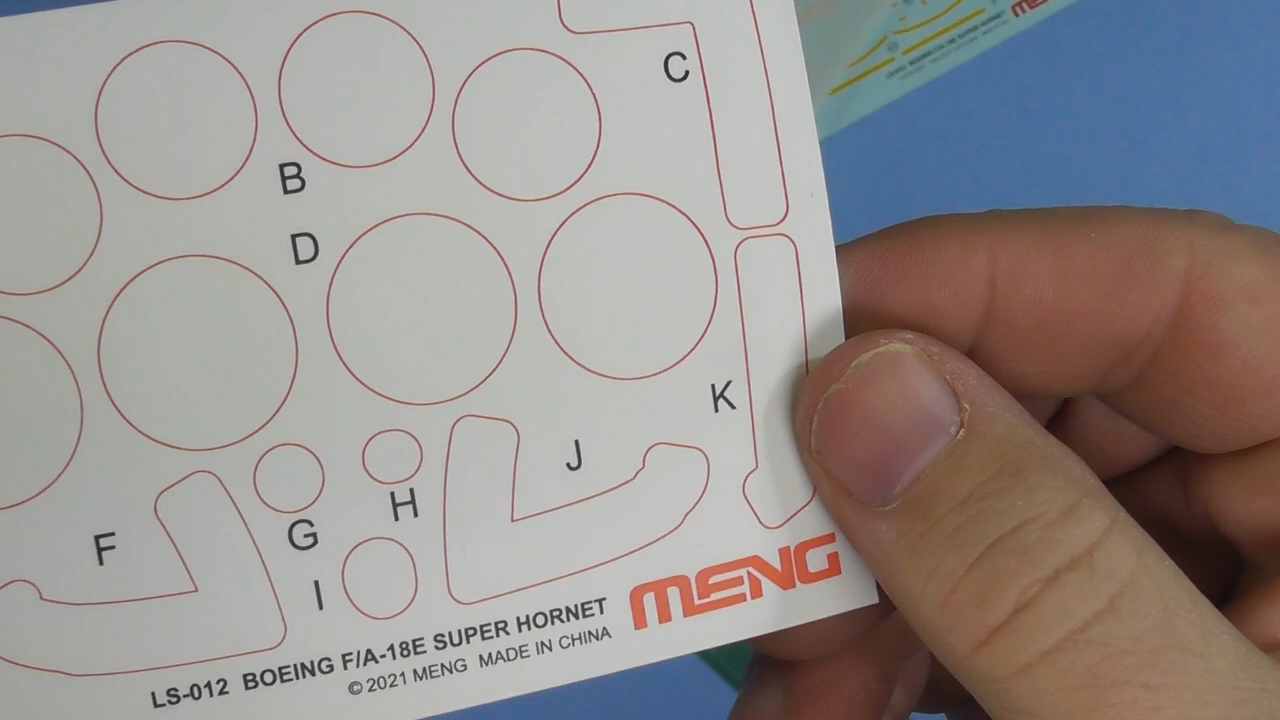 C
B
D
K
J
H
F
G
I
MENG
LS-012 BOEING F/A-18E SUPER HORNET
© 2021 MENG MADE IN CHINA